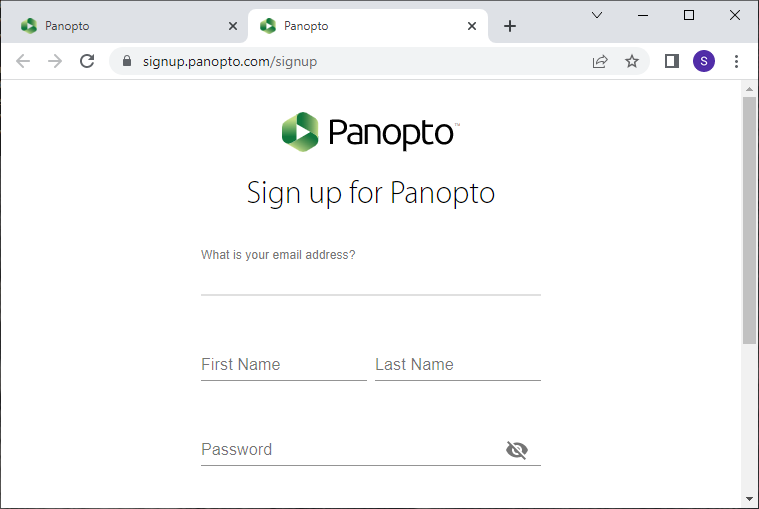 Panopto
Panopto
signup.panopto.com/signup
S
Panopto™
Sign up for Panopto
What is your email address?
First Name Last Name
Password